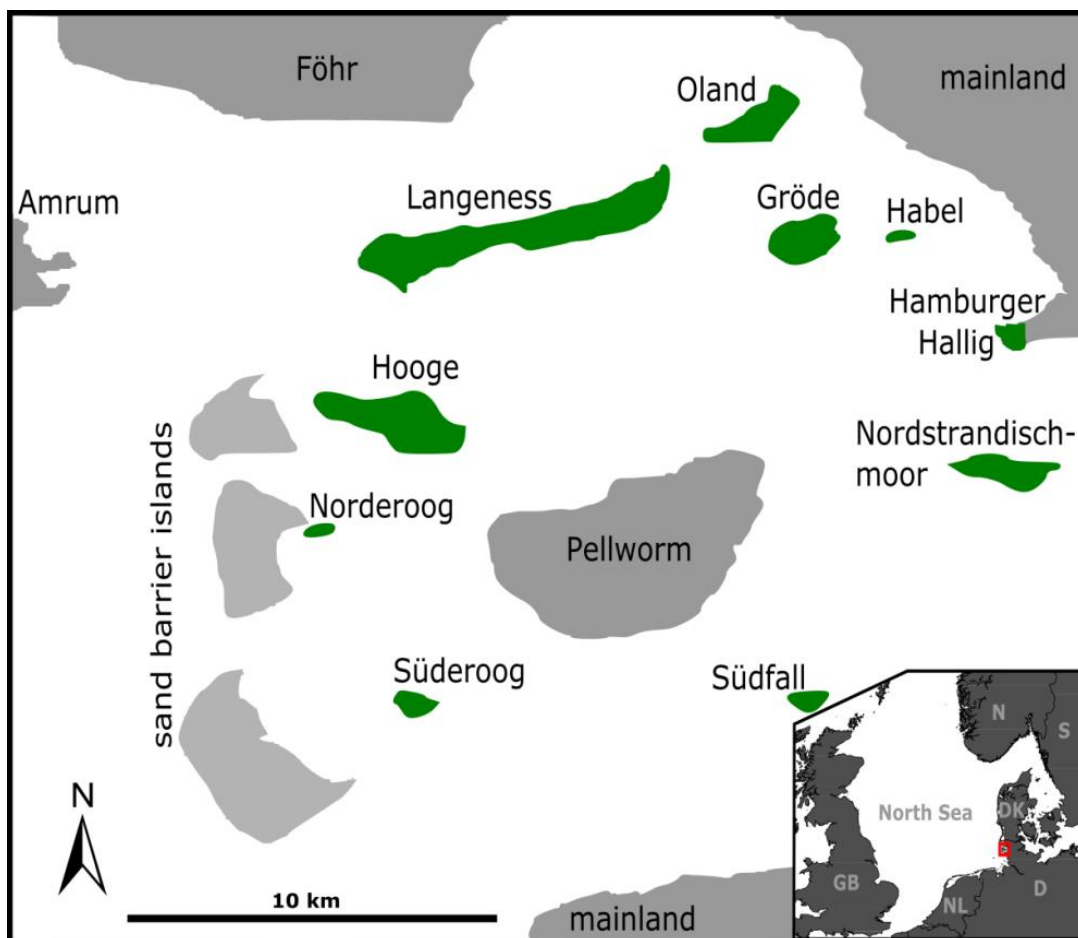 Föhr
mainland
Oland
Amrum
Langeness
Gröde
Habel
Hamburger
Hallig
Hooge
Nordstrandisch-
moor
sand barrier islands
Norderoog
Pellworm
Süderoog
Südfall
N
10 km
mainland
N
S
North Sea
DK
GB
NL
D